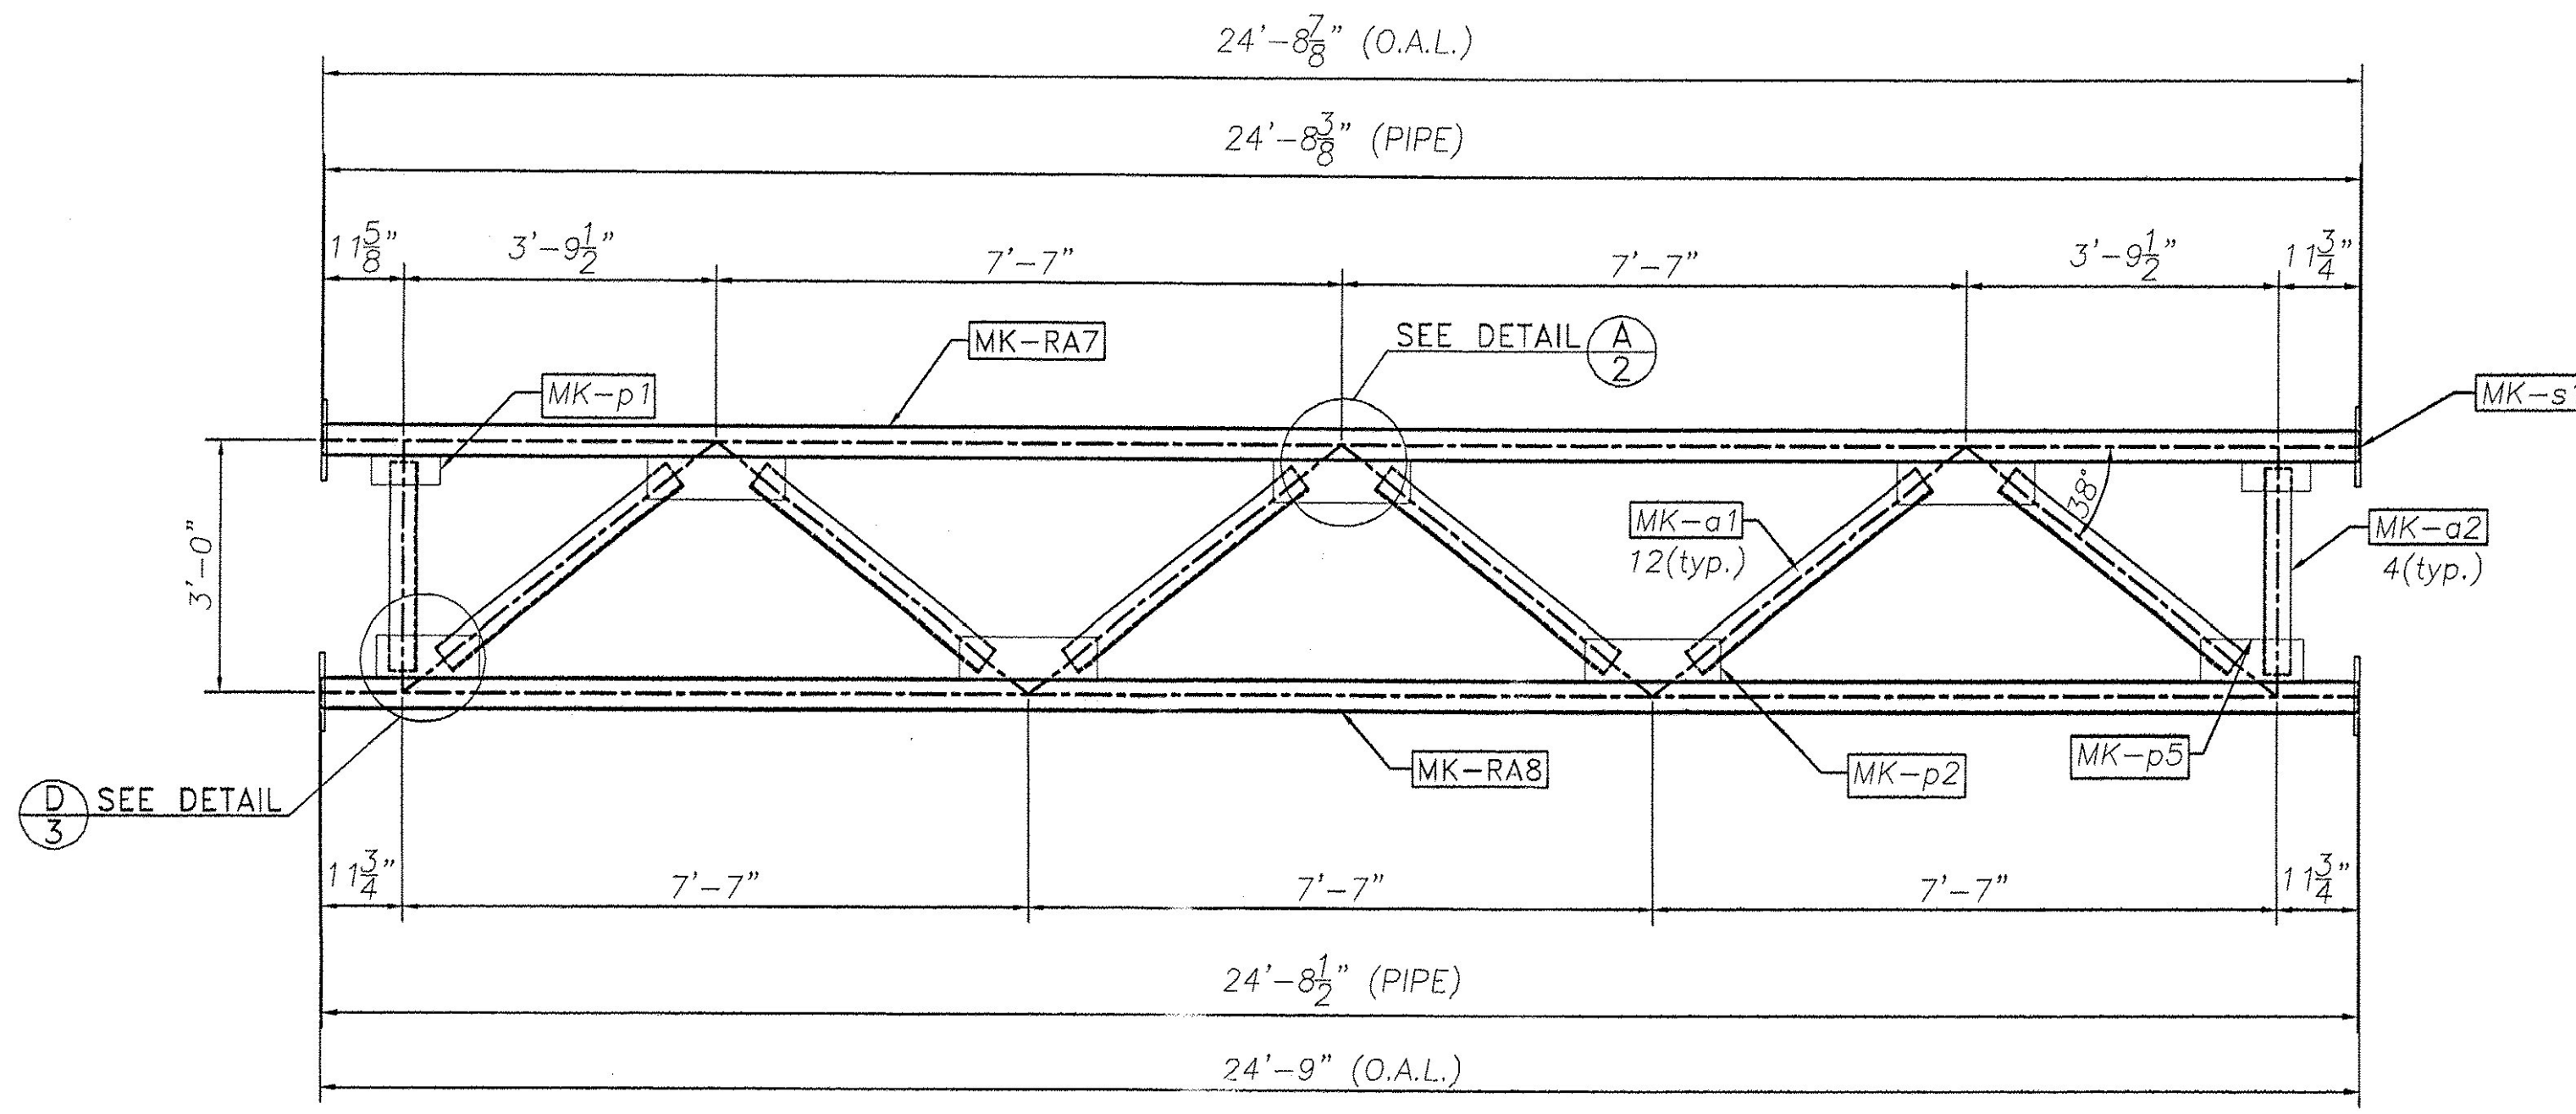 24'-8 7/8" (O.A.L.)
24'-8 3/8" (PIPE)
11 5/8" 3'-9 1/2" 7'-7" 7'-7" 3'-9 1/2" 11 3/4"
MK-RA7
SEE DETAIL A
2
MK-p1
MK-s
3'-0"
38°
MK-a1
12(typ.)
MK-a2
4(typ.)
MK-RA8
MK-p2
MK-p5
D SEE DETAIL
3
11 3/4" 7'-7" 7'-7" 7'-7" 11 3/4"
24'-8 1/2" (PIPE)
24'-9" (O.A.L.)